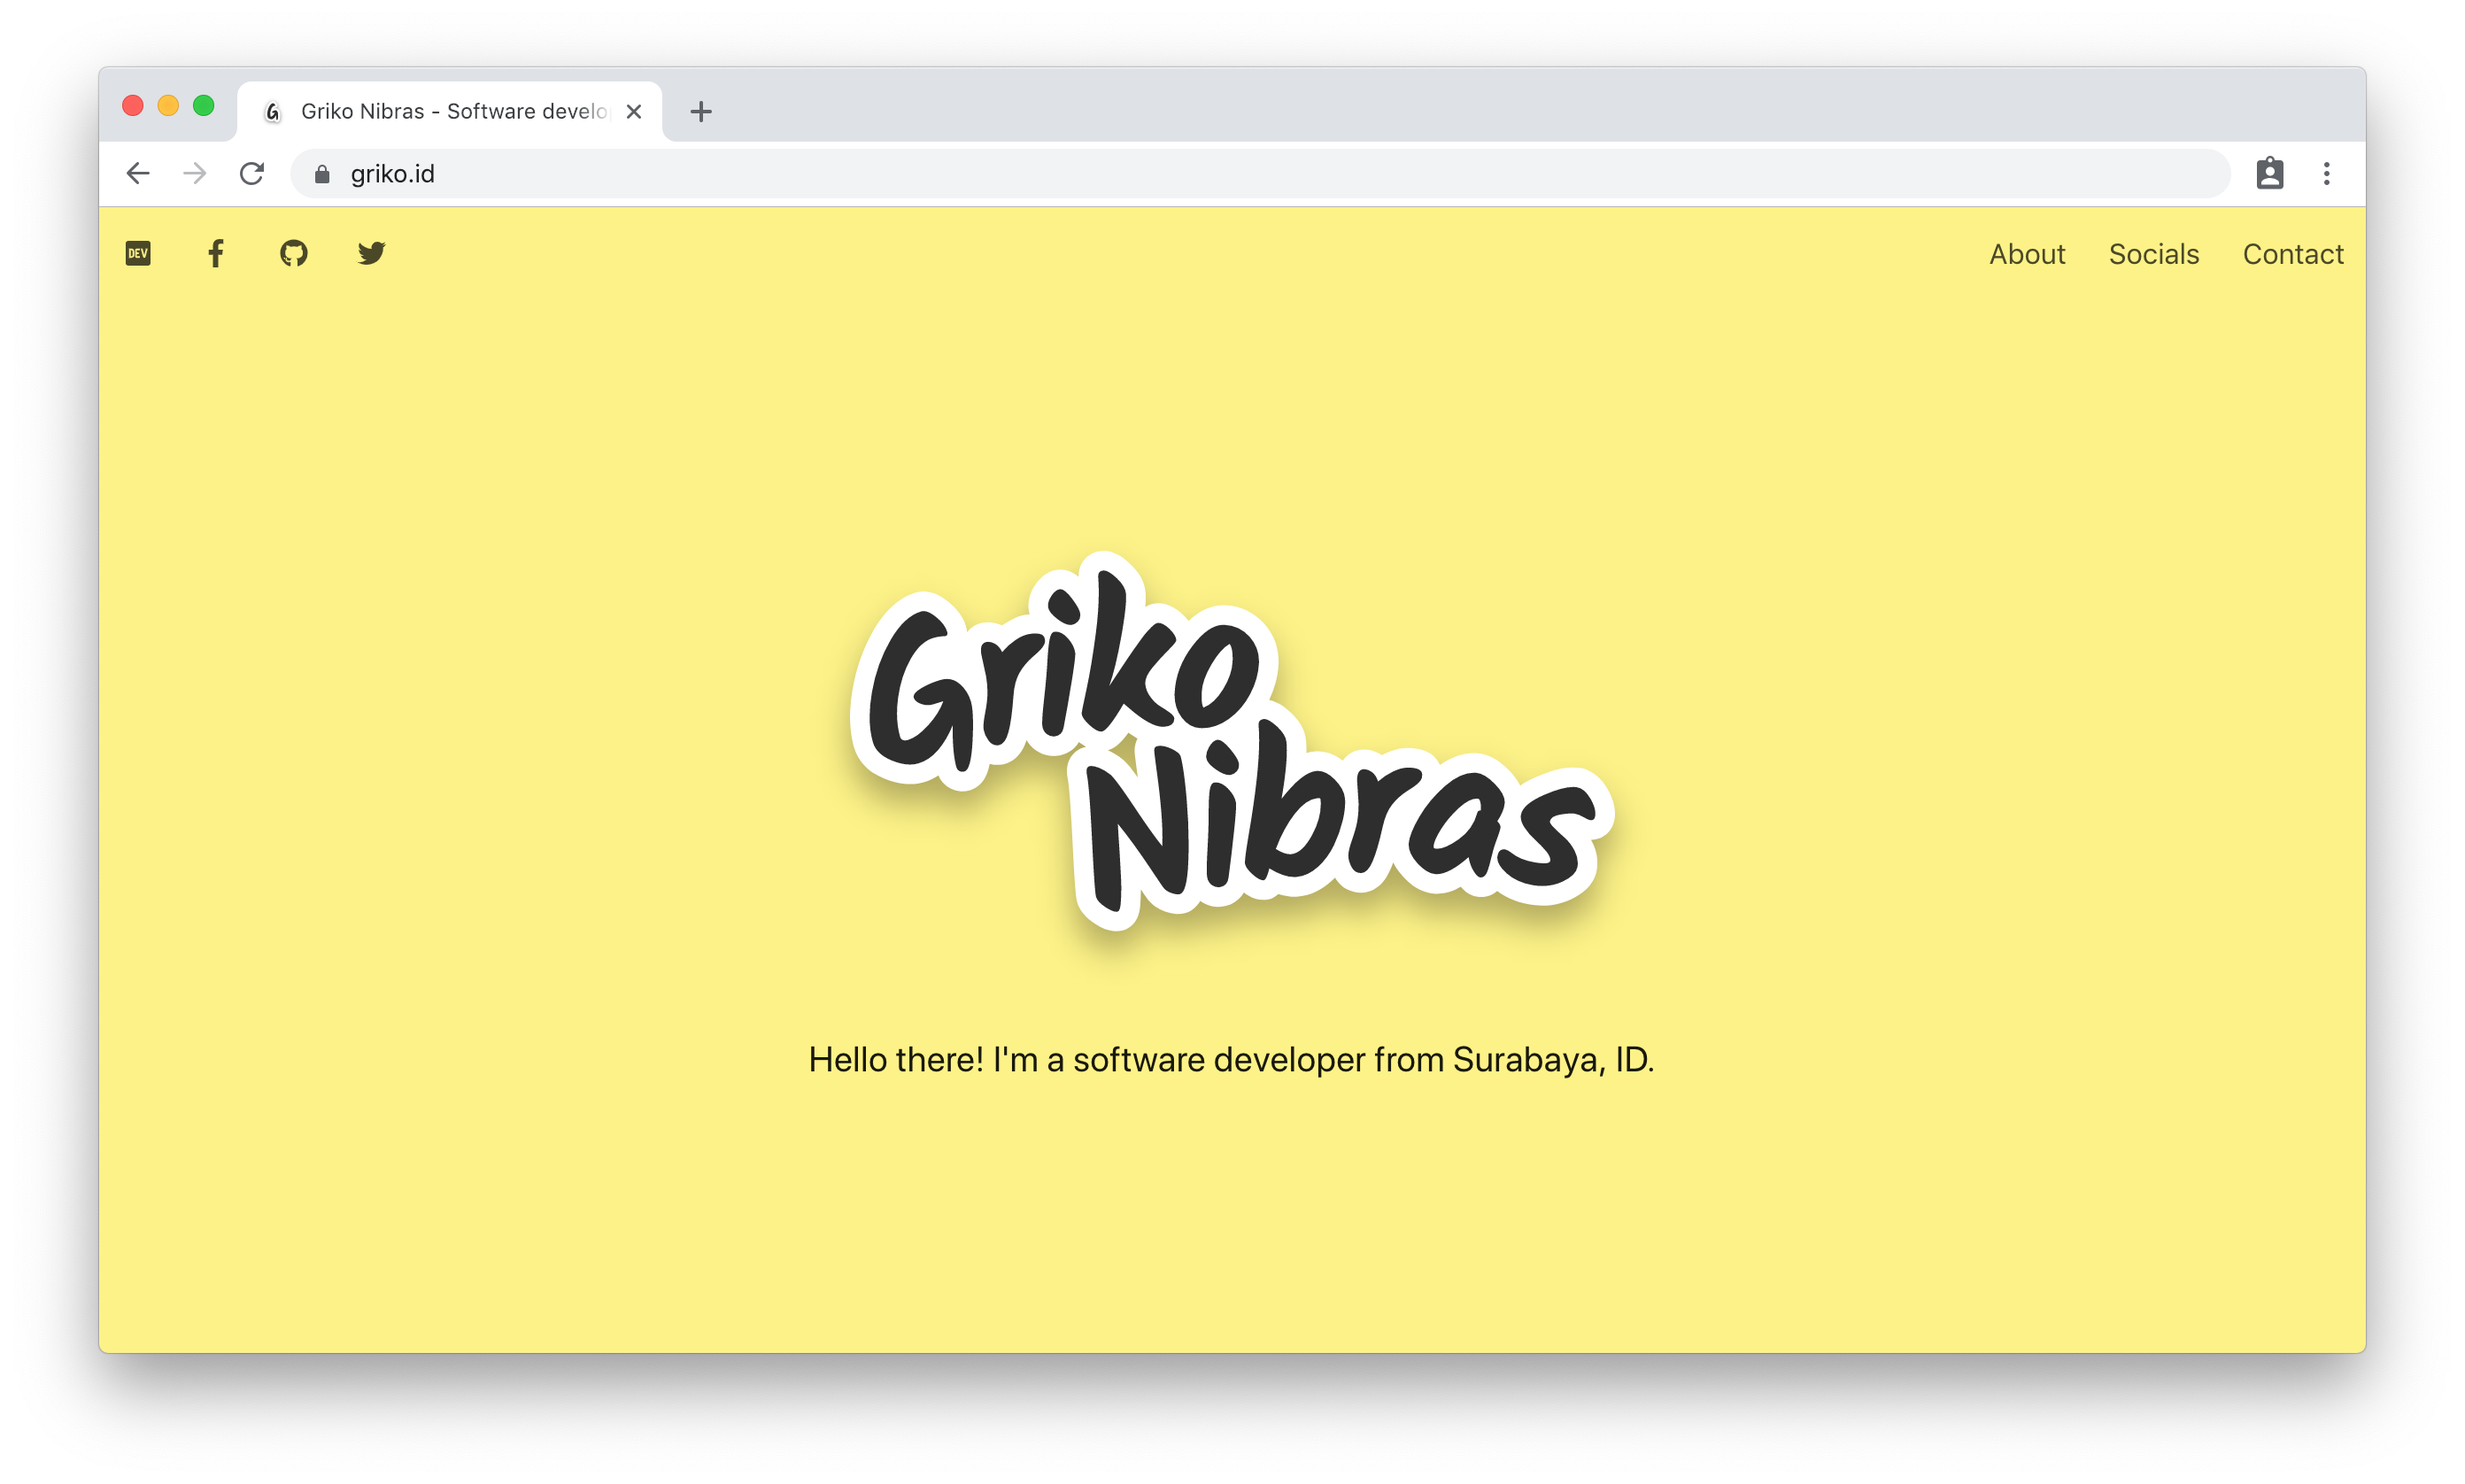 Griko Nibras - Software develo
griko.id
DEV
About Socials Contact
Griko
Nibras
Hello there! I'm a software developer from Surabaya, ID.